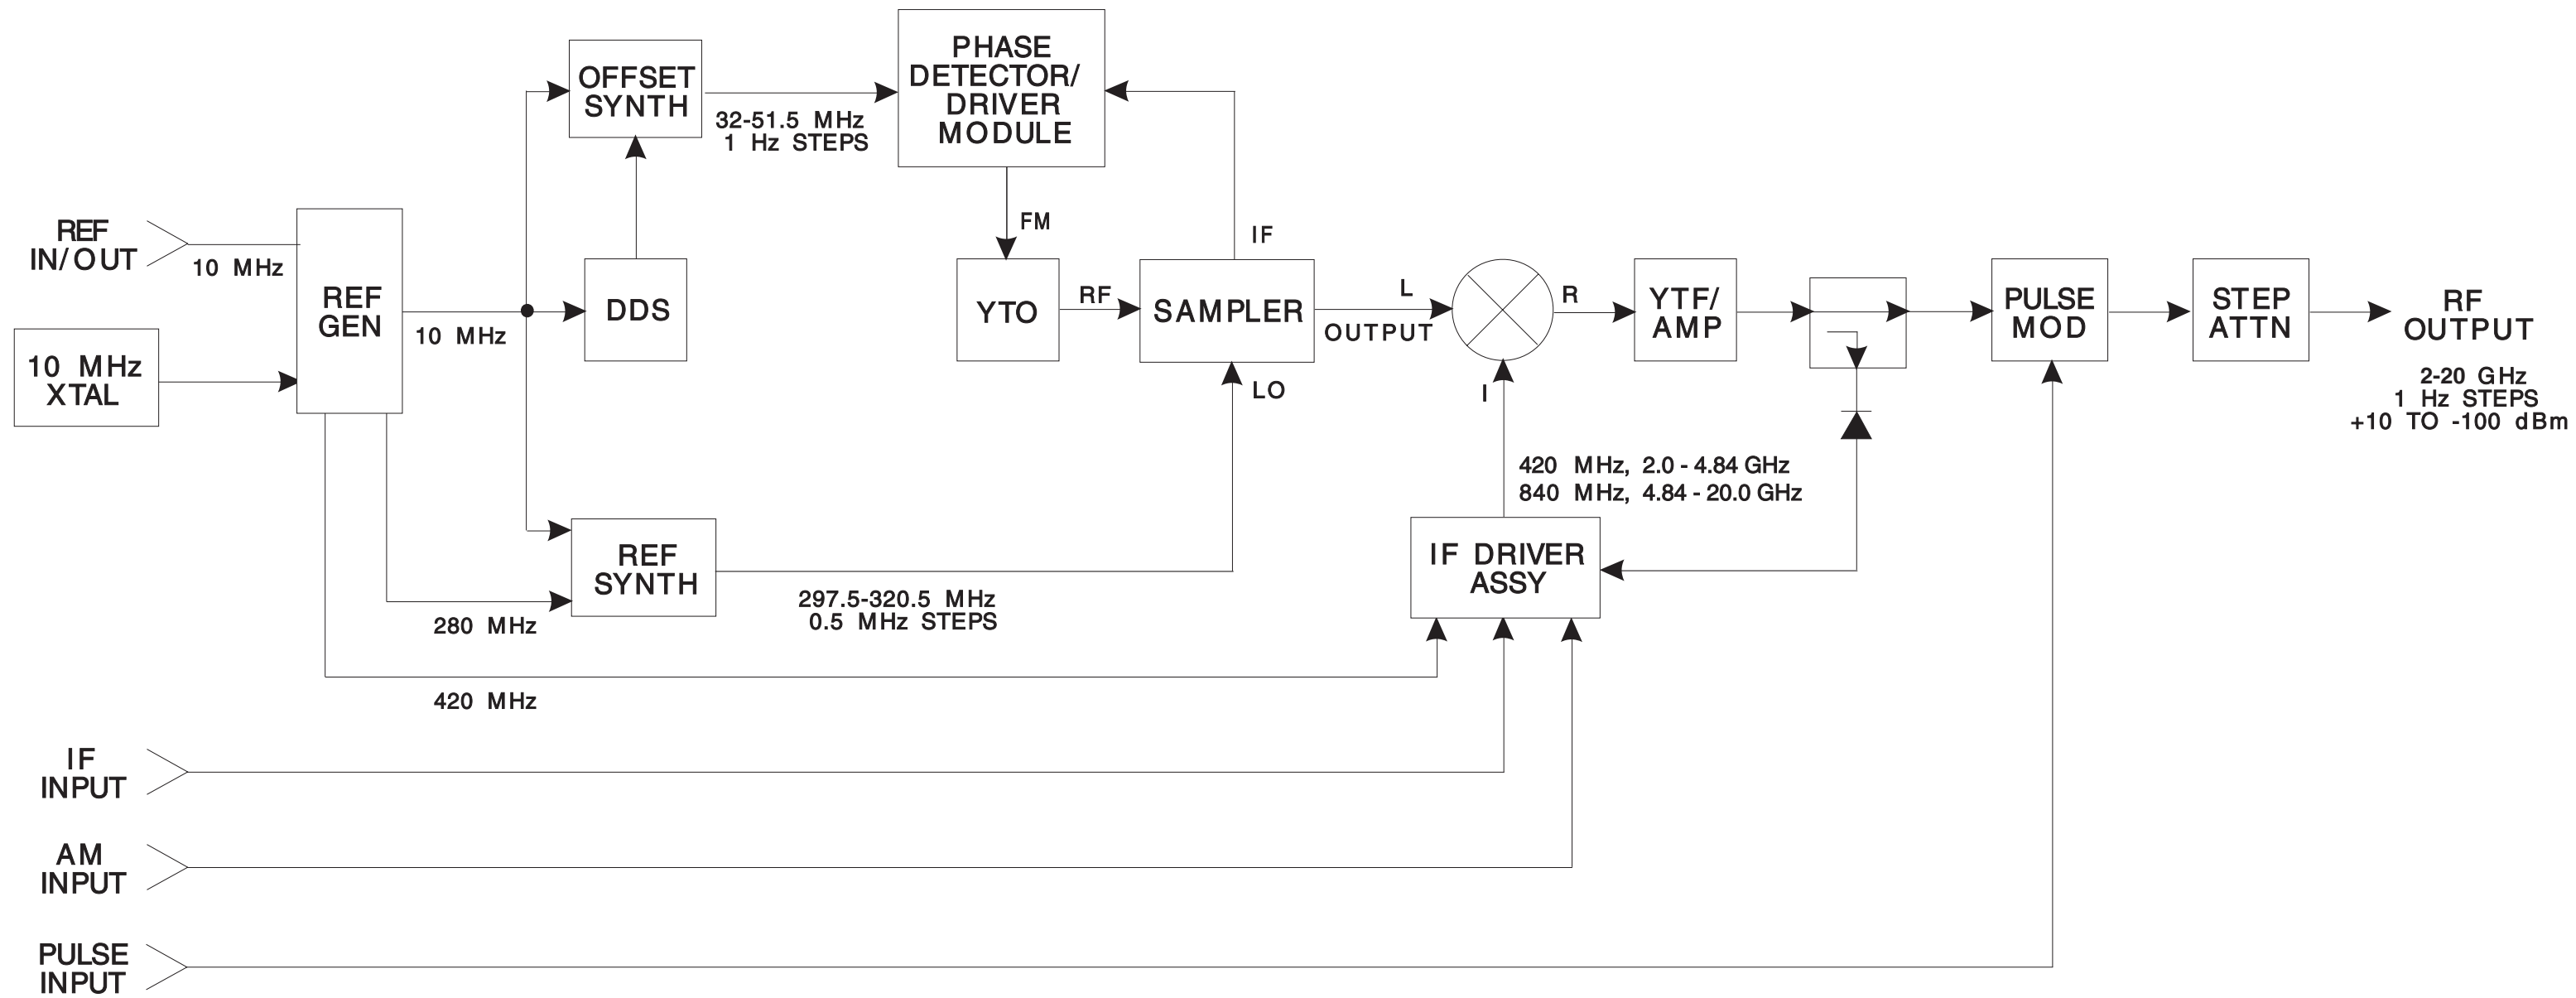 OFFSET
SYNTH
32-51.5 MHz
1 Hz STEPS
PHASE
DETECTOR/
DRIVER
MODULE
REF
IN/OUT
10 MHz
10 MHz
XTAL
REF
GEN
10 MHz
DDS
FM
YTO
RF
IF
SAMPLER
LO
L
OUTPUT
R
I
YTF/
AMP
PULSE
MOD
STEP
ATTN
RF
OUTPUT
2-20 GHz
1 Hz STEPS
+10 TO -100 dBm
420 MHz, 2.0 - 4.84 GHz
840 MHz, 4.84 - 20.0 GHz
IF DRIVER
ASSY
REF
SYNTH
280 MHz
297.5-320.5 MHz
0.5 MHz STEPS
420 MHz
IF
INPUT
AM
INPUT
PULSE
INPUT